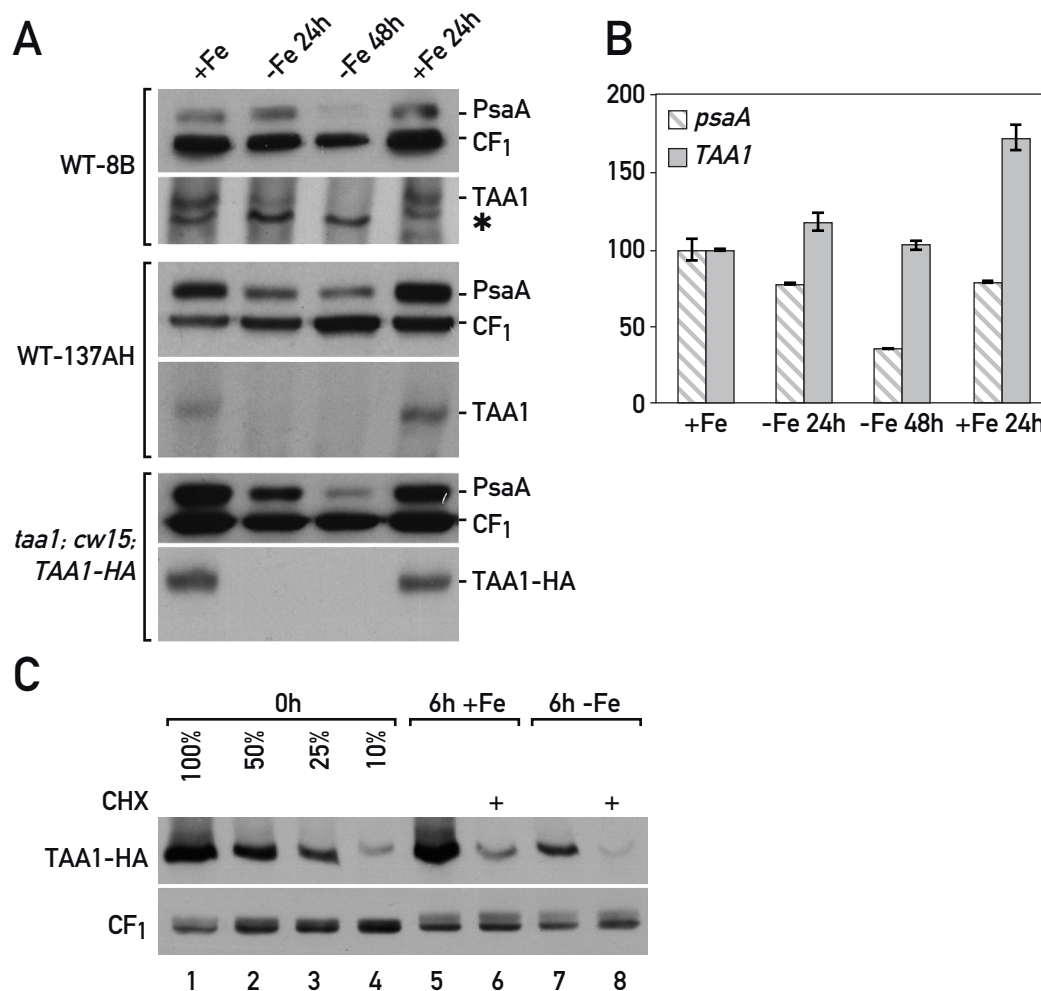 A
+Fe -Fe 24h -Fe 48h +Fe 24h
WT-8B
PsaA
CF1
TAA1
*
WT-137AH
PsaA
CF1
TAA1
taa1; cw15;
TAA1-HA
PsaA
CF1
TAA1-HA
B
200
150
100
50
0
psaA
TAA1
+Fe -Fe 24h -Fe 48h +Fe 24h
C
0h 6h +Fe 6h -Fe
100% 50% 25% 10%
CHX + +
TAA1-HA
CF1
1 2 3 4 5 6 7 8